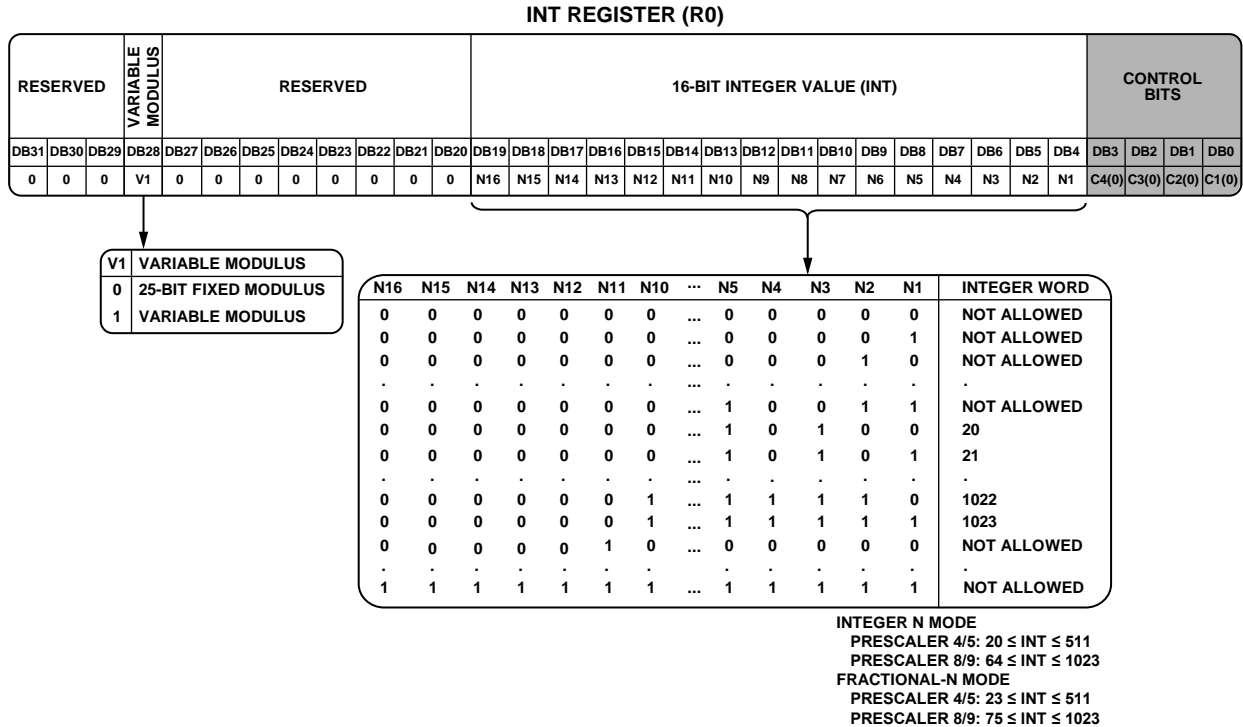 INT REGISTER (R0)
RESERVED
VARIABLE
MODULUS
RESERVED
16-BIT INTEGER VALUE (INT)
CONTROL
BITS
DB31 DB30 DB29 DB28 DB27 DB26 DB25 DB24 DB23 DB22 DB21 DB20 DB19 DB18 DB17 DB16 DB15 DB14 DB13 DB12 DB11 DB10 DB9 DB8 DB7 DB6 DB5 DB4 DB3 DB2 DB1 DB0
0 0 0 V1 0 0 0 0 0 0 0 0 N16 N15 N14 N13 N12 N11 N10 N9 N8 N7 N6 N5 N4 N3 N2 N1 C4(0) C3(0) C2(0) C1(0)
V1 VARIABLE MODULUS
0 25-BIT FIXED MODULUS
1 VARIABLE MODULUS
N16 N15 N14 N13 N12 N11 N10 ... N5 N4 N3 N2 N1 INTEGER WORD
0 0 0 0 0 0 0 ... 0 0 0 0 0 NOT ALLOWED
0 0 0 0 0 0 0 ... 0 0 0 0 1 NOT ALLOWED
0 0 0 0 0 0 0 ... 0 0 0 1 0 NOT ALLOWED
. . . . . . . ... . . . . . .
0 0 0 0 0 0 0 ... 1 0 0 1 1 NOT ALLOWED
0 0 0 0 0 0 0 ... 1 0 1 0 0 20
0 0 0 0 0 0 0 ... 1 0 1 0 1 21
. . . . . . . ... . . . . . .
0 0 0 0 0 0 1 ... 1 1 1 1 0 1022
0 0 0 0 0 0 1 ... 1 1 1 1 1 1023
0 0 0 0 0 1 0 ... 0 0 0 0 0 NOT ALLOWED
. . . . . . . ... . . . . . .
1 1 1 1 1 1 1 ... 1 1 1 1 1 NOT ALLOWED
INTEGER N MODE
PRESCALER 4/5: 20 ≤ INT ≤ 511
PRESCALER 8/9: 64 ≤ INT ≤ 1023
FRACTIONAL-N MODE
PRESCALER 4/5: 23 ≤ INT ≤ 511
PRESCALER 8/9: 75 ≤ INT ≤ 1023